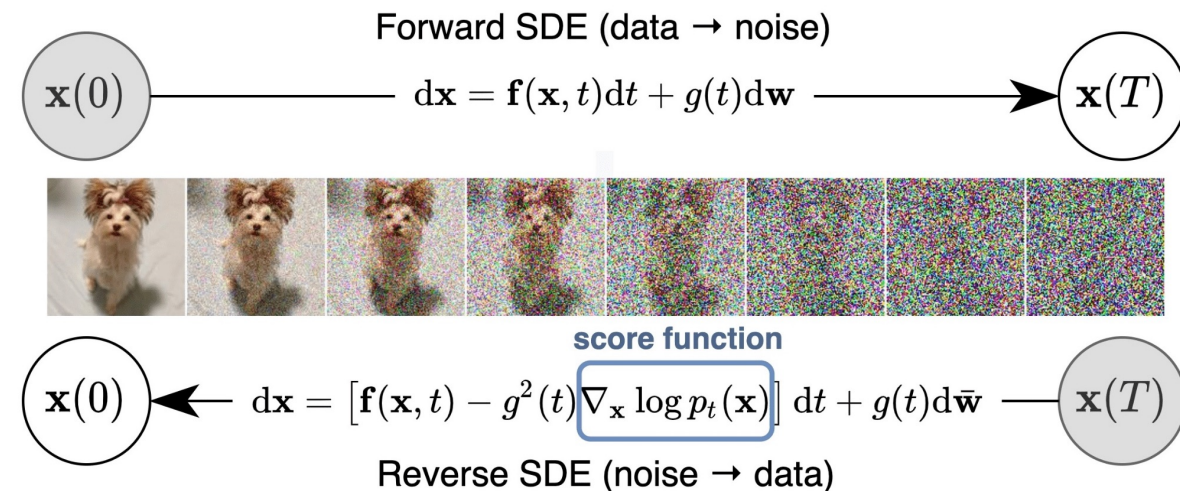 Forward SDE (data → noise)
x(0) dx = f(x, t)dt + g(t)dw x(T)
score function
x(0) dx = [f(x, t) − g²(t)∇ₓ log pₜ(x)] dt + g(t)dw̄ x(T)
Reverse SDE (noise → data)